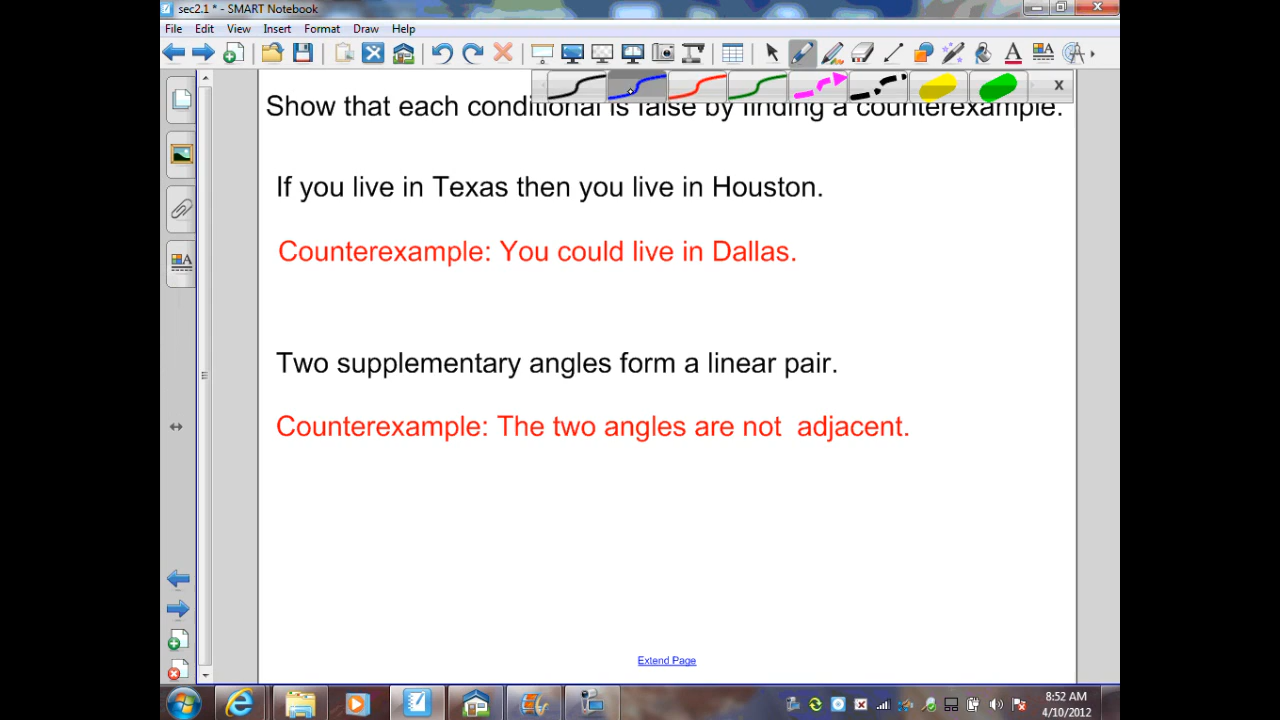 sec2.1 * - SMART Notebook
File Edit View Insert Format Draw Help
Show that each conditional is false by finding a counterexample.
If you live in Texas then you live in Houston.
Counterexample: You could live in Dallas.
Two supplementary angles form a linear pair.
Counterexample: The two angles are not  adjacent.
Extend Page
8:52 AM
4/10/2012